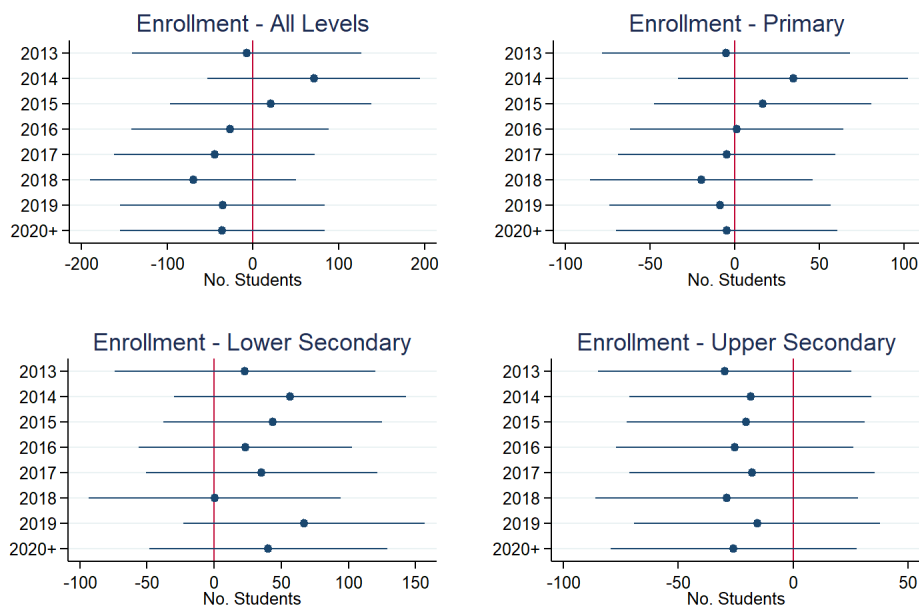 Enrollment - All Levels
2013
2014
2015
2016
2017
2018
2019
2020+
-200 -100 0 100 200
No. Students
Enrollment - Primary
2013
2014
2015
2016
2017
2018
2019
2020+
-100 -50 0 50 100
No. Students
Enrollment - Lower Secondary
2013
2014
2015
2016
2017
2018
2019
2020+
-100 -50 0 50 100 150
No. Students
Enrollment - Upper Secondary
2013
2014
2015
2016
2017
2018
2019
2020+
-100 -50 0 50
No. Students